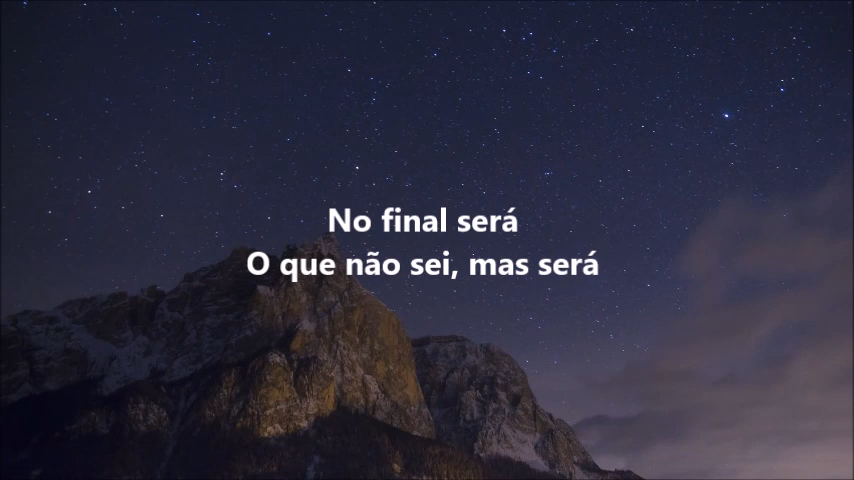 No final será
O que não sei, mas será